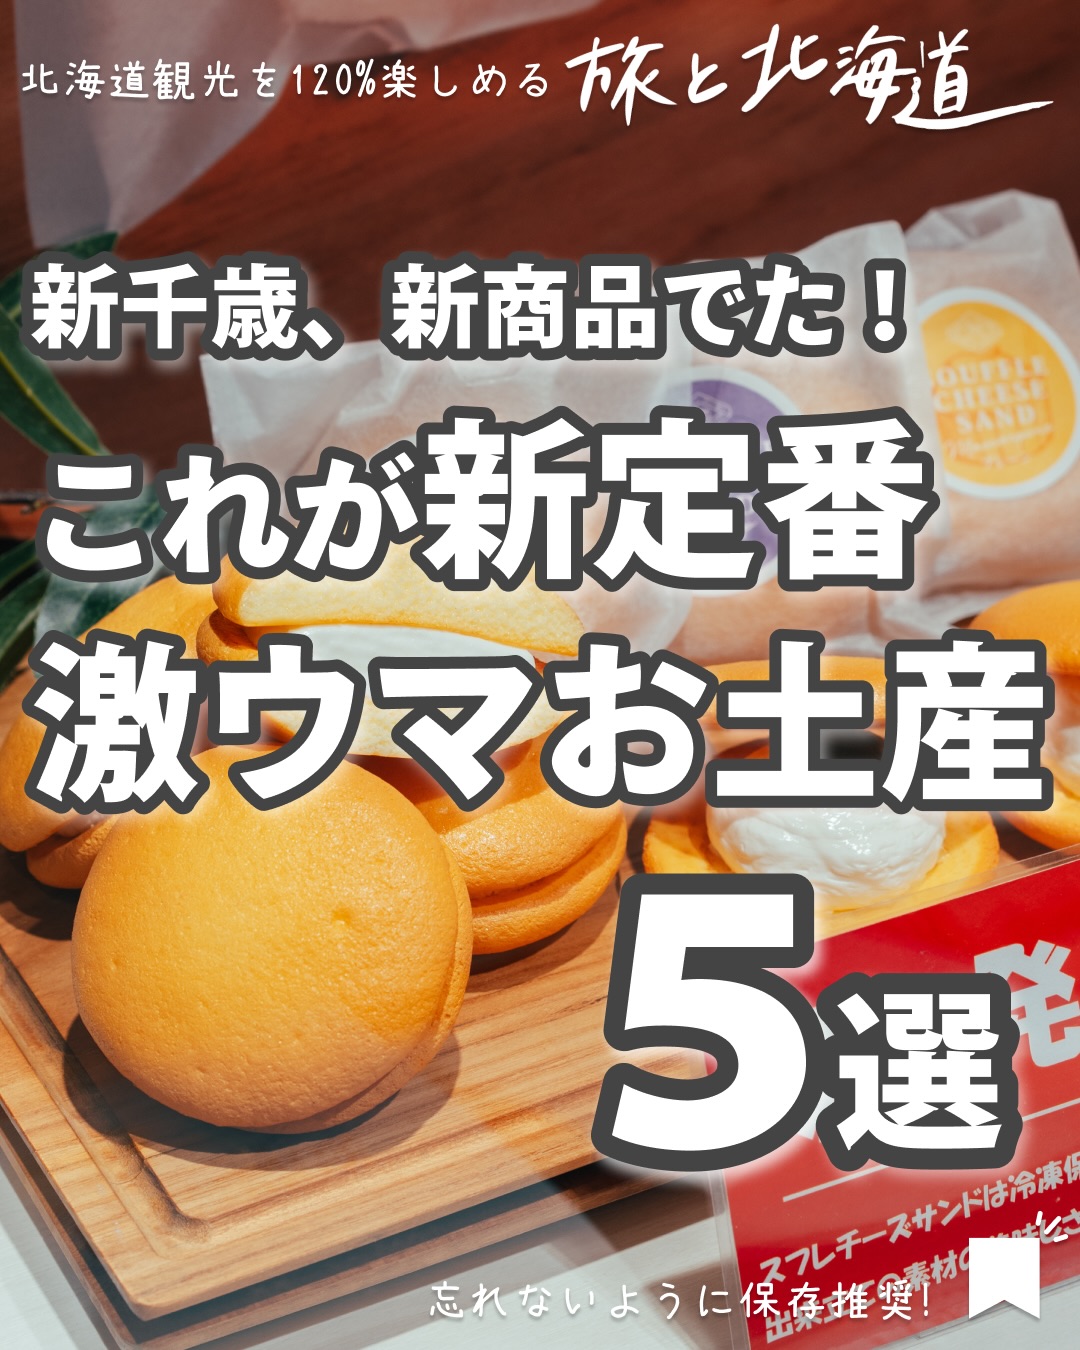 北海道観光を120%楽しめる 旅と北海道
新千歳、新商品でた！
これが新定番
激ウマお土産
5選
SOUFFLE
CHEESE
SAND
発
スフレチーズサンドは冷凍保
忘れないように保存推奨!